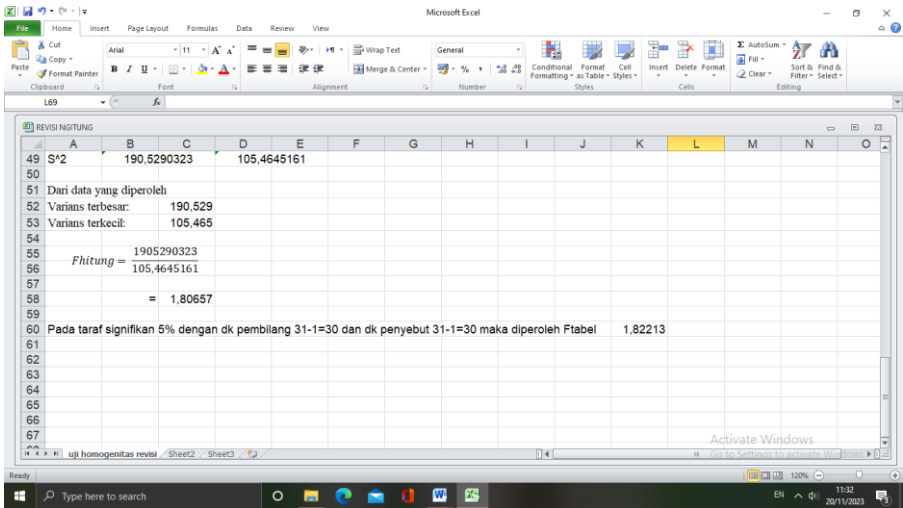 Microsoft Excel
File Home Insert Page Layout Formulas Data Review View
Cut
Copy
Format Painter
Paste
Clipboard
Arial 11
B I U
Font
Wrap Text
Merge & Center
Alignment
General
Number
Conditional Formatting
Format as Table
Cell Styles
Styles
Insert Delete Format
Cells
AutoSum
Fill
Clear
Sort & Filter
Find & Select
Editing
L69 fx
REVISI NGITUNG
A B C D E F G H I J K L M N O
49 S^2 190,5290323 105,4645161
50
51 Dari data yang diperoleh
52 Varians terbesar: 190,529
53 Varians terkecil: 105,465
54
55 1905290323
Fhitung =
56 105,4645161
57
58 = 1,80657
59
60 Pada taraf signifikan 5% dengan dk pembilang 31-1=30 dan dk penyebut 31-1=30 maka diperoleh Ftabel 1,82213
61
62
63
64
65
66
67
Activate Windows
Go to Settings to activate Windows.
uji homogenitas revisi Sheet2 Sheet3
Ready 120%
Type here to search
EN 11:32
20/11/2023